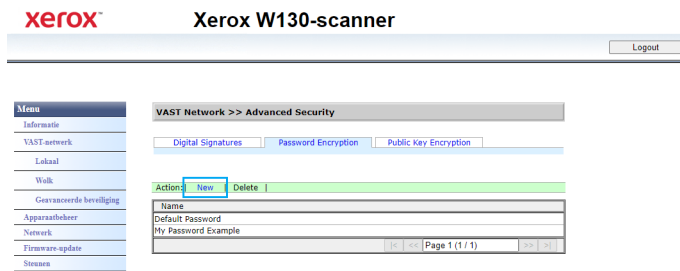 xerox™
Xerox W130-scanner
Logout
Menu
Informatie
VAST-netwerk
Lokaal
Wolk
Geavanceerde beveiliging
Apparaatbeheer
Netwerk
Firmware-update
Steunen
VAST Network >> Advanced Security
Digital Signatures Password Encryption Public Key Encryption
Action:| New | Delete |
Name
Default Password
My Password Example
|< << Page 1 (1 / 1) >> >|